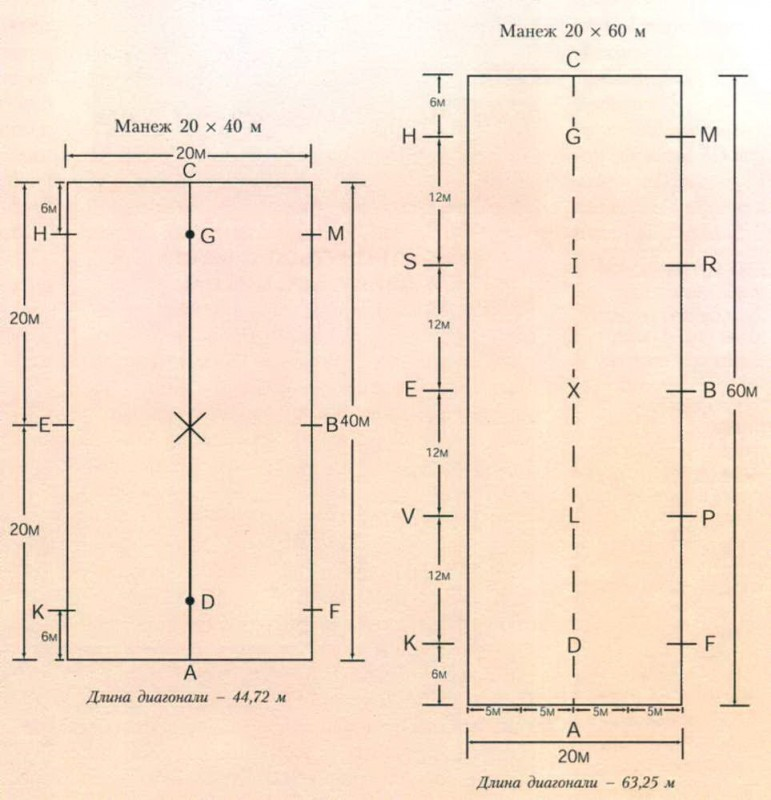 Манеж 20 × 40 м
20м
C
6м
H
G
M
20м
E
B
40м
20м
D
K
F
6м
A
Длина диагонали – 44,72 м
Манеж 20 × 60 м
C
6м
H
G
M
12м
S
I
R
12м
E
X
B
60м
12м
V
L
P
12м
K
D
F
6м
5м 5м 5м 5м
A
20м
Длина диагонали – 63,25 м